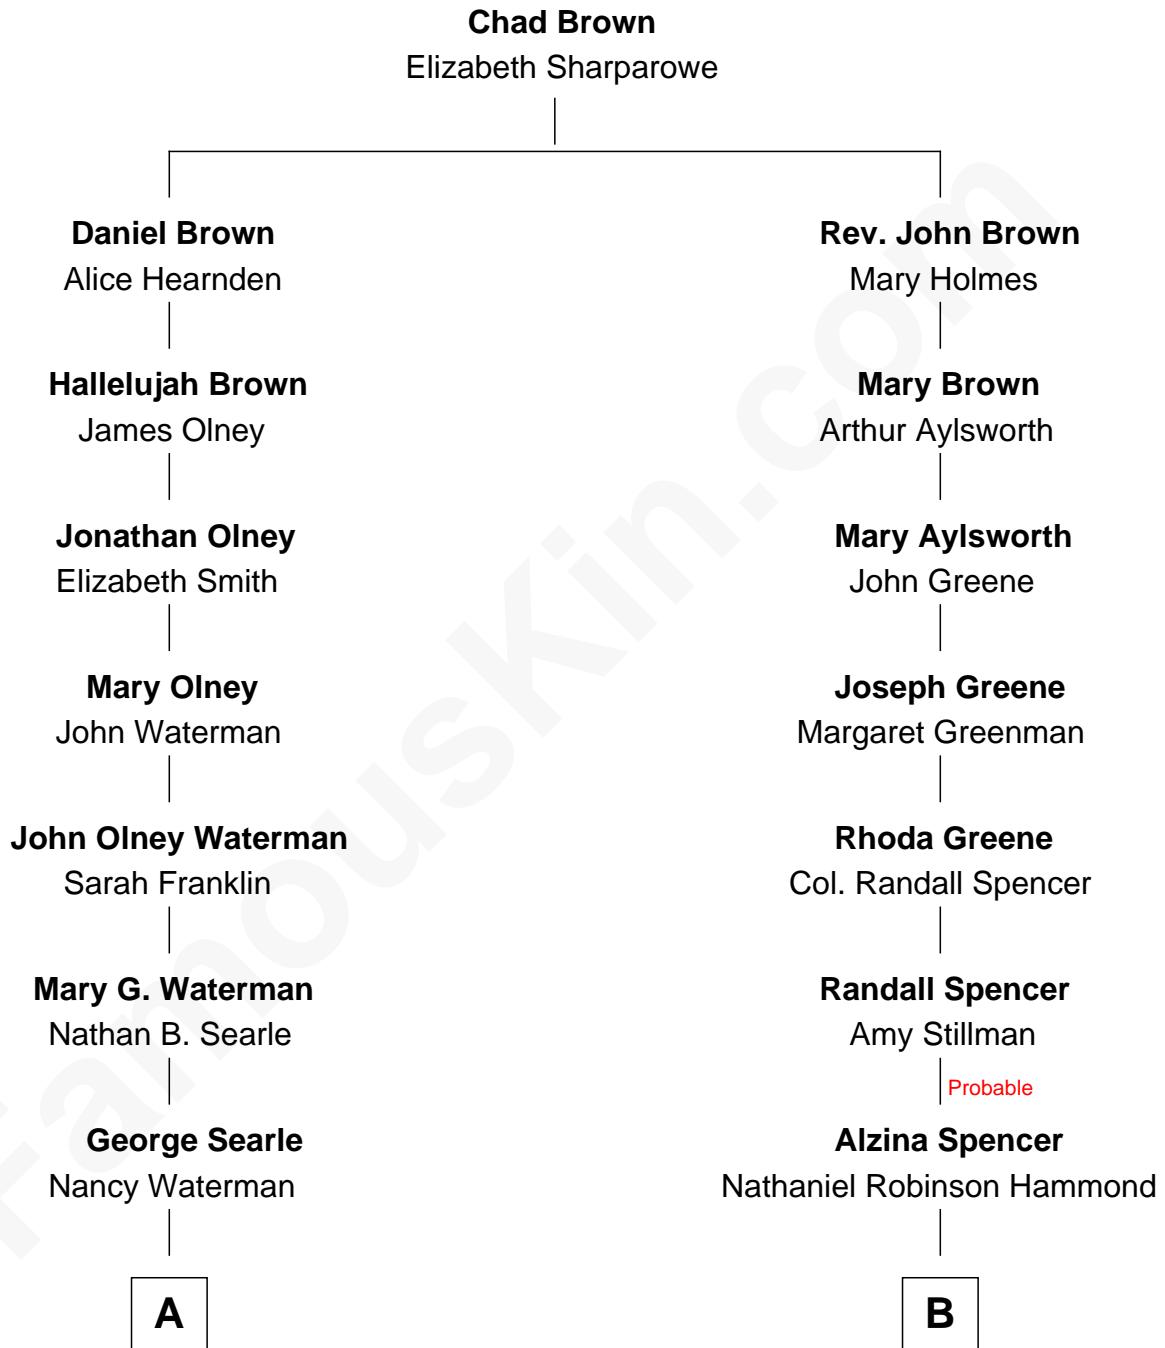 Chad Brown
Elizabeth Sharparowe
Daniel Brown
Alice Hearnden
Hallelujah Brown
James Olney
Jonathan Olney
Elizabeth Smith
Mary Olney
John Waterman
John Olney Waterman
Sarah Franklin
Mary G. Waterman
Nathan B. Searle
George Searle
Nancy Waterman
A
Rev. John Brown
Mary Holmes
Mary Brown
Arthur Aylsworth
Mary Aylsworth
John Greene
Joseph Greene
Margaret Greenman
Rhoda Greene
Col. Randall Spencer
Randall Spencer
Amy Stillman
Probable
Alzina Spencer
Nathaniel Robinson Hammond
B
FamousKin.com